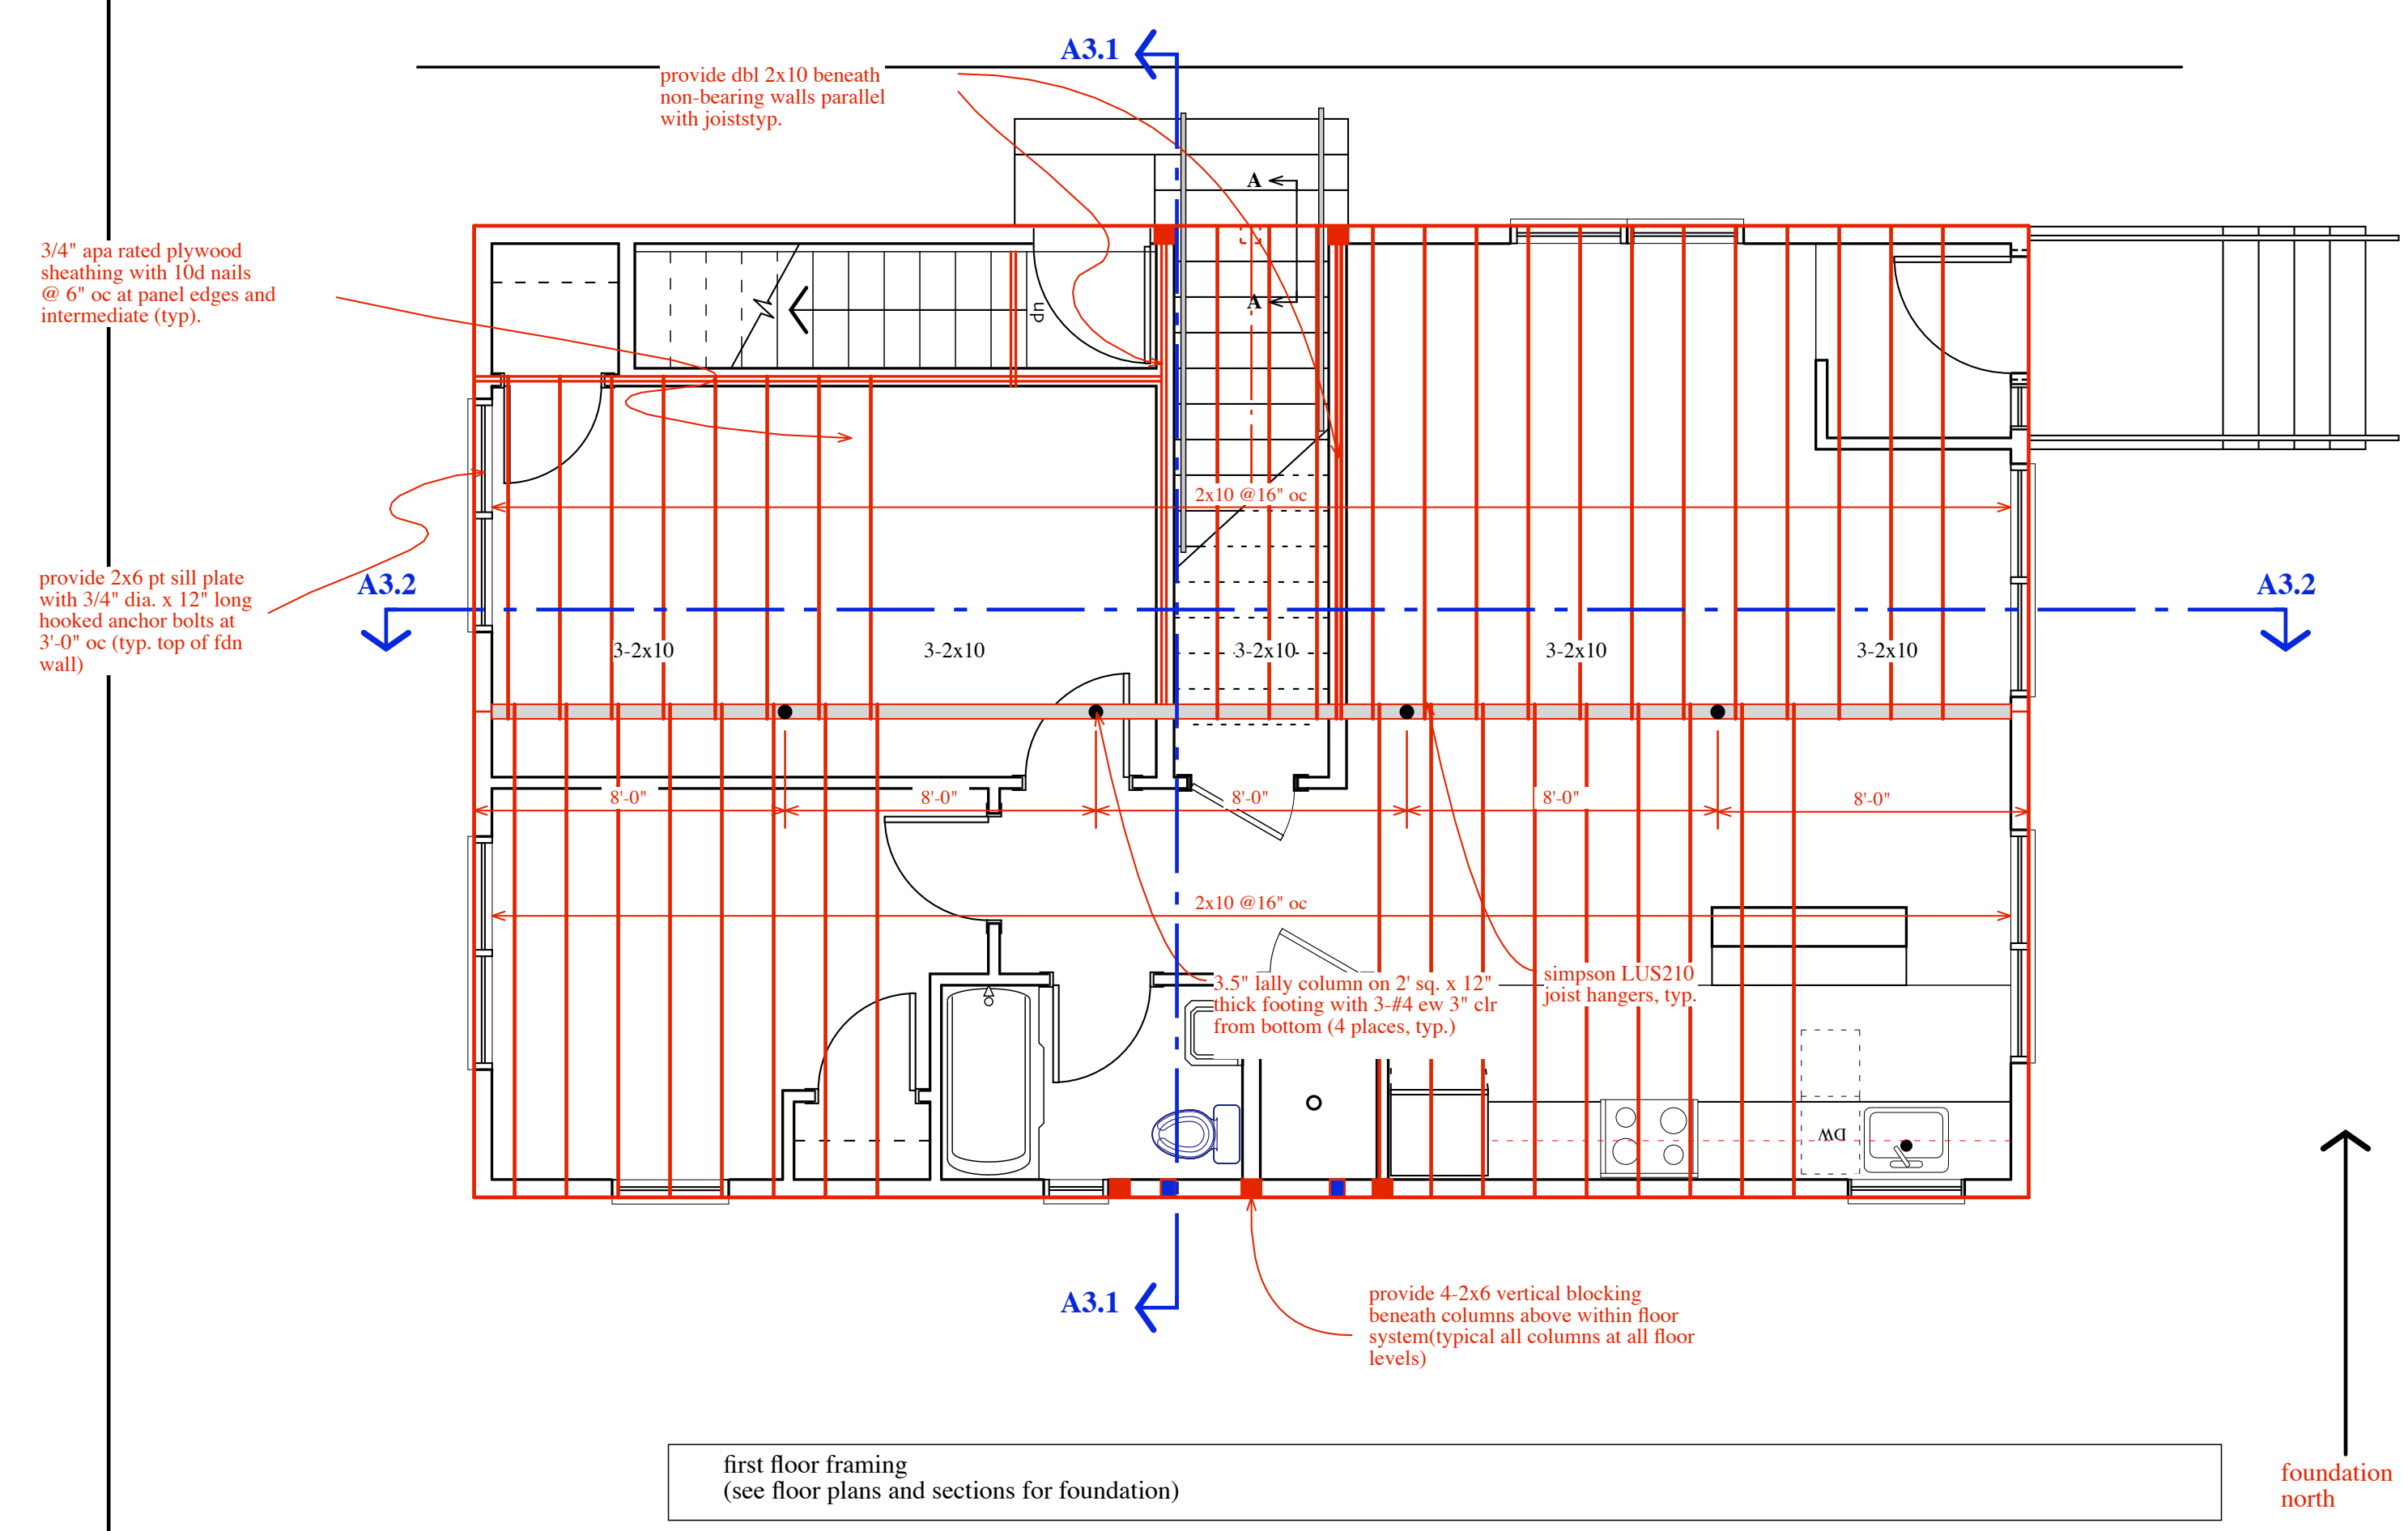 A3.1
provide dbl 2x10 beneath
non-bearing walls parallel
with joiststyp.
A
3/4" apa rated plywood
sheathing with 10d nails
@ 6" oc at panel edges and
intermediate (typ).
up
A
2x10 @16" oc
provide 2x6 pt sill plate
with 3/4" dia. x 12" long
hooked anchor bolts at
3'-0" oc (typ. top of fdn
wall)
A3.2
A3.2
3-2x10
3-2x10
3-2x10
3-2x10
3-2x10
8'-0"
8'-0"
8'-0"
8'-0"
8'-0"
2x10 @16" oc
3.5" lally column on 2' sq. x 12"
thick footing with 3-#4 ew 3" clr
from bottom (4 places, typ.)
simpson LUS210
joist hangers, typ.
DW
A3.1
provide 4-2x6 vertical blocking
beneath columns above within floor
system(typical all columns at all floor
levels)
first floor framing
(see floor plans and sections for foundation)
foundation
north